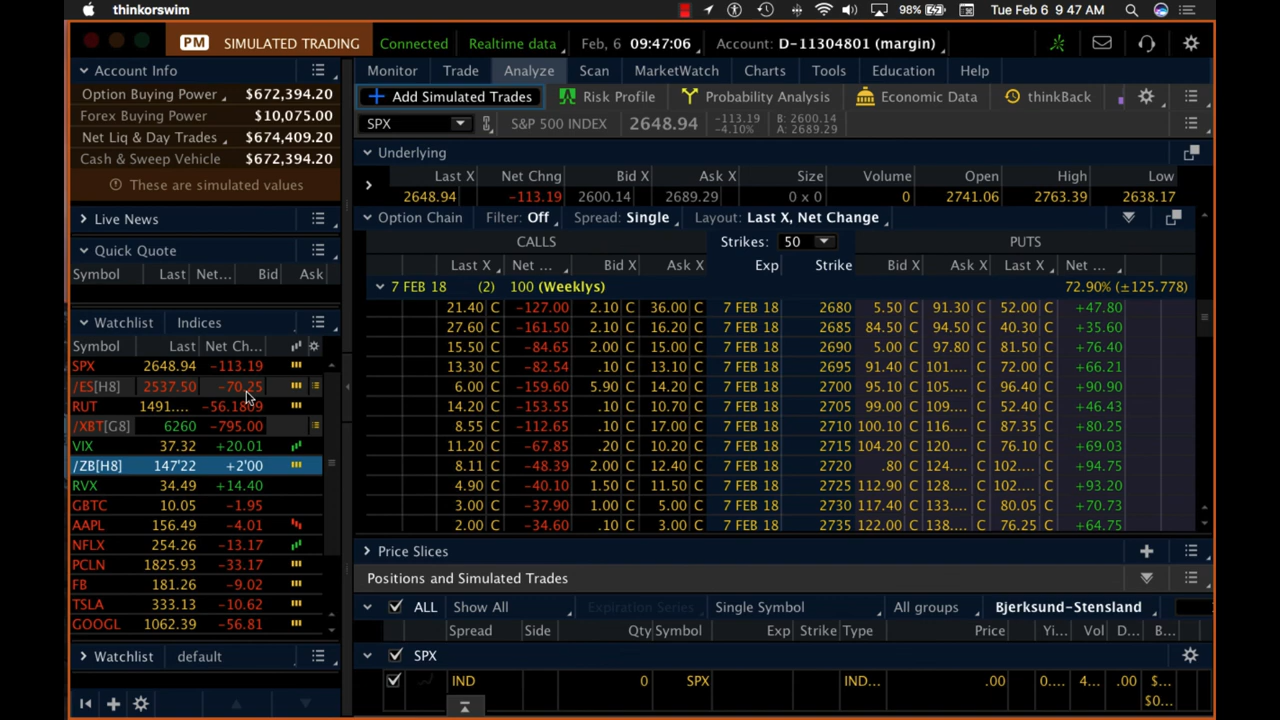 thinkorswim 98% Tue Feb 6 9:47 AM
PM SIMULATED TRADING Connected Realtime data Feb, 6 09:47:06 Account: D-11304801 (margin)
Account Info
Option Buying Power $672,394.20
Forex Buying Power $10,075.00
Net Liq & Day Trades $674,409.20
Cash & Sweep Vehicle $672,394.20
These are simulated values
Live News
Quick Quote
Symbol Last Net... Bid Ask
Watchlist Indices
Symbol Last Net Ch...
SPX 2648.94 -113.19
/ES[H8] 2537.50 -70.25
RUT 1491.... -56.1809
/XBT[G8] 6260 -795.00
VIX 37.32 +20.01
/ZB[H8] 147'22 +2'00
RVX 34.49 +14.40
GBTC 10.05 -1.95
AAPL 156.49 -4.01
NFLX 254.26 -13.17
PCLN 1825.93 -33.17
FB 181.26 -9.02
TSLA 333.13 -10.62
GOOGL 1062.39 -56.81
Watchlist default
Monitor Trade Analyze Scan MarketWatch Charts Tools Education Help
Add Simulated Trades Risk Profile Probability Analysis Economic Data thinkBack
SPX S&P 500 INDEX 2648.94 -113.19 -4.10% B: 2600.14 A: 2689.29
Underlying
Last X Net Chng Bid X Ask X Size Volume Open High Low
2648.94 -113.19 2600.14 2689.29 0 x 0 0 2741.06 2763.39 2638.17
Option Chain Filter: Off Spread: Single Layout: Last X, Net Change
CALLS Strikes: 50 PUTS
Last X Net ... Bid X Ask X Exp Strike Bid X Ask X Last X Net ...
7 FEB 18 (2) 100 (Weeklys) 72.90% (±125.778)
21.40 C -127.00 2.10 C 36.00 C 7 FEB 18 2680 5.50 C 91.30 C 52.00 C +47.80
27.60 C -161.50 2.10 C 16.20 C 7 FEB 18 2685 84.50 C 94.50 C 40.30 C +35.60
15.50 C -84.65 2.00 C 15.00 C 7 FEB 18 2690 5.00 C 97.80 C 81.50 C +76.40
13.30 C -82.54 .10 C 13.10 C 7 FEB 18 2695 91.40 C 101.... C 72.00 C +66.21
6.00 C -159.60 5.90 C 14.20 C 7 FEB 18 2700 95.10 C 105.... C 96.40 C +90.90
14.20 C -153.55 .10 C 10.70 C 7 FEB 18 2705 99.00 C 109.... C 52.40 C +46.43
8.55 C -112.65 .10 C 17.00 C 7 FEB 18 2710 100.10 C 116.... C 87.35 C +80.25
11.20 C -67.85 .20 C 10.20 C 7 FEB 18 2715 104.20 C 120.... C 76.10 C +69.03
8.11 C -48.39 2.00 C 12.40 C 7 FEB 18 2720 .80 C 124.... C 102.... C +94.75
4.90 C -40.10 1.50 C 11.50 C 7 FEB 18 2725 112.90 C 128.... C 102.... C +93.20
3.00 C -37.90 1.00 C 5.00 C 7 FEB 18 2730 117.40 C 133.... C 80.05 C +70.73
2.00 C -34.60 .10 C 3.00 C 7 FEB 18 2735 122.00 C 138.... C 76.25 C +64.75
Price Slices
Positions and Simulated Trades
ALL Show All Expiration Series Single Symbol All groups Bjerksund-Stensland
Spread Side Qty Symbol Exp Strike Type Price Yi... Vol D... B...
SPX
IND 0 SPX IND... .00 0.... 4... .00 $...
$0...